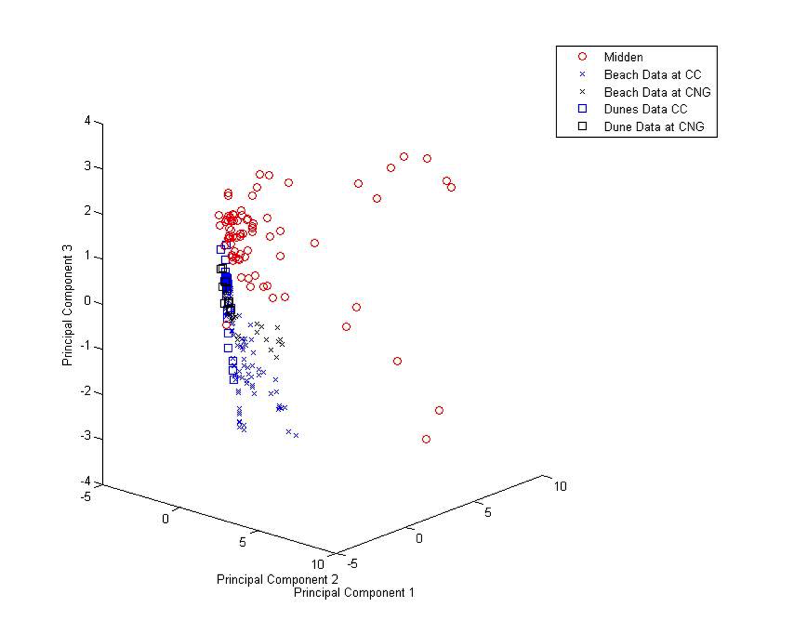 Midden
Beach Data at CC
Beach Data at CNG
Dunes Data CC
Dune Data at CNG
4
3
2
1
0
-1
-2
-3
-4
Principal Component 3
-5
0
5
10
Principal Component 2
-5
0
5
10
Principal Component 1